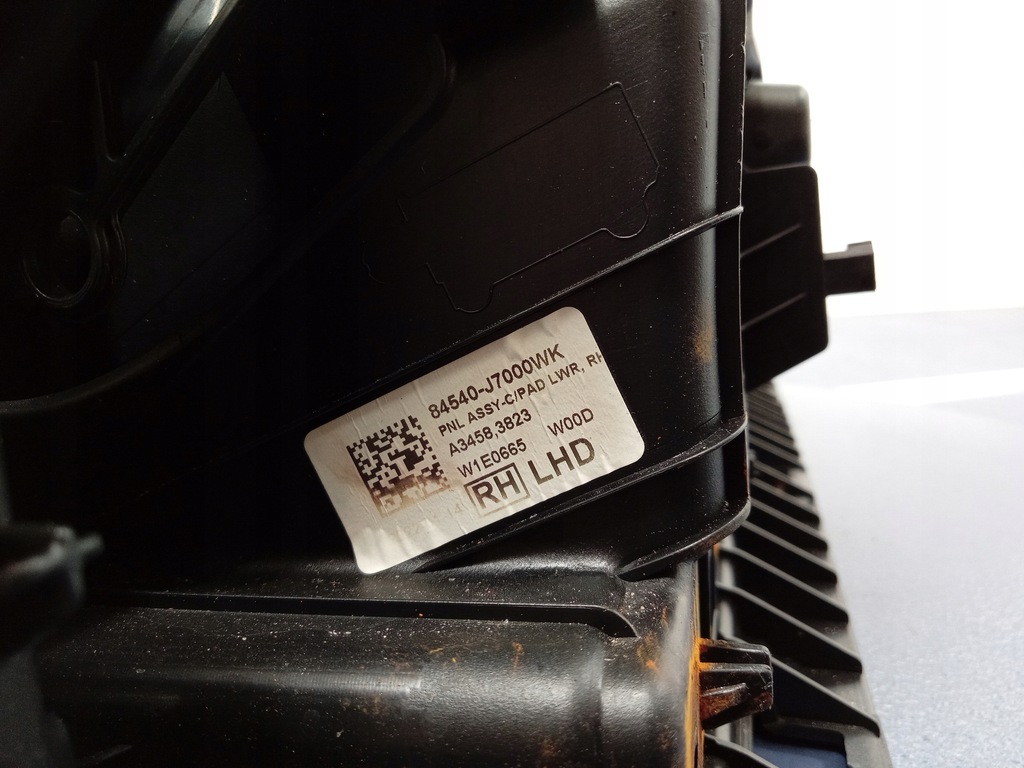 84540-J7000WK
PNL ASSY-C/PAD LWR, RH
A3458,3823
W1E0665 W00D
RH LHD